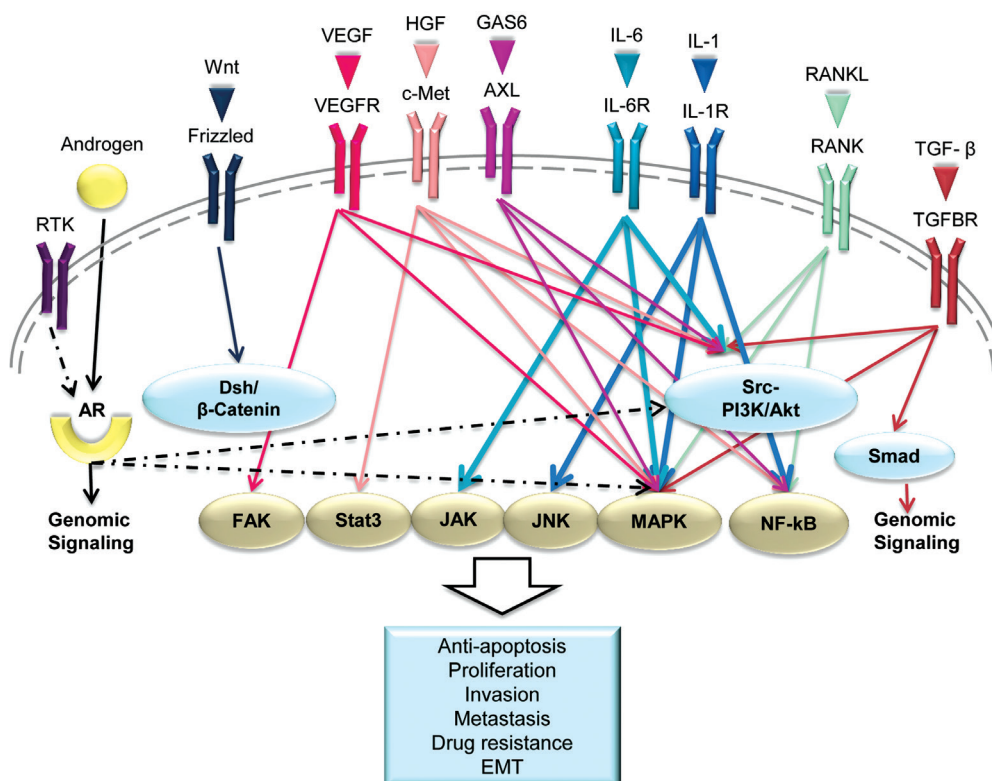 VEGF
HGF
GAS6
IL-6
IL-1
Wnt
RANKL
VEGFR
c-Met
AXL
IL-6R
IL-1R
Frizzled
RANK
Androgen
TGF- β
RTK
TGFBR
AR
Dsh/
β-Catenin
Src-
PI3K/Akt
Smad
FAK
Stat3
JAK
JNK
MAPK
NF-kB
Genomic
Signaling
Genomic
Signaling
Anti-apoptosis
Proliferation
Invasion
Metastasis
Drug resistance
EMT